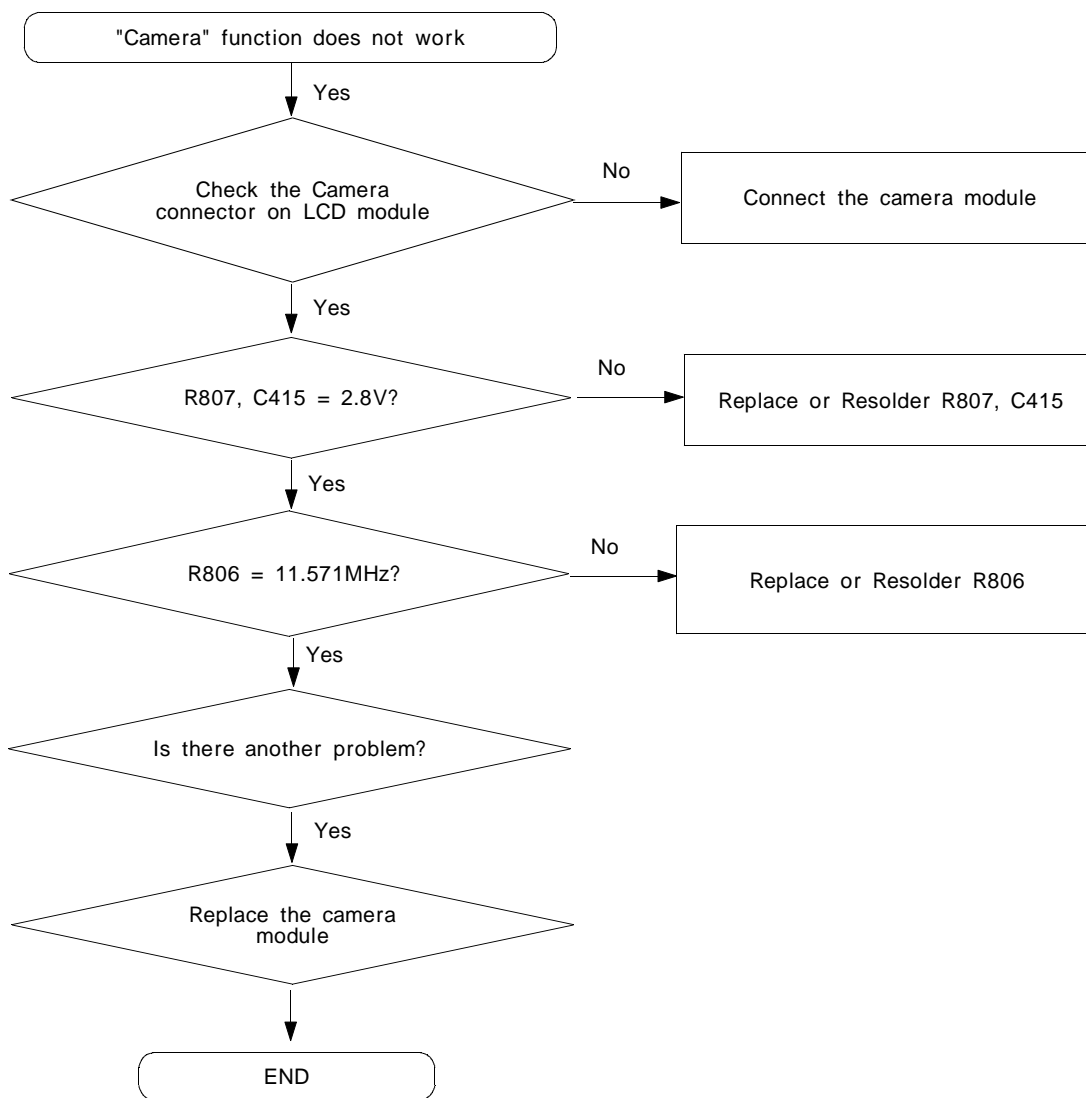 "Camera" function does not work
Yes
Check the Camera
connector on LCD module
No
Connect the camera module
Yes
R807, C415 = 2.8V?
No
Replace or Resolder R807, C415
Yes
R806 = 11.571MHz?
No
Replace or Resolder R806
Yes
Is there another problem?
Yes
Replace the camera
module
END